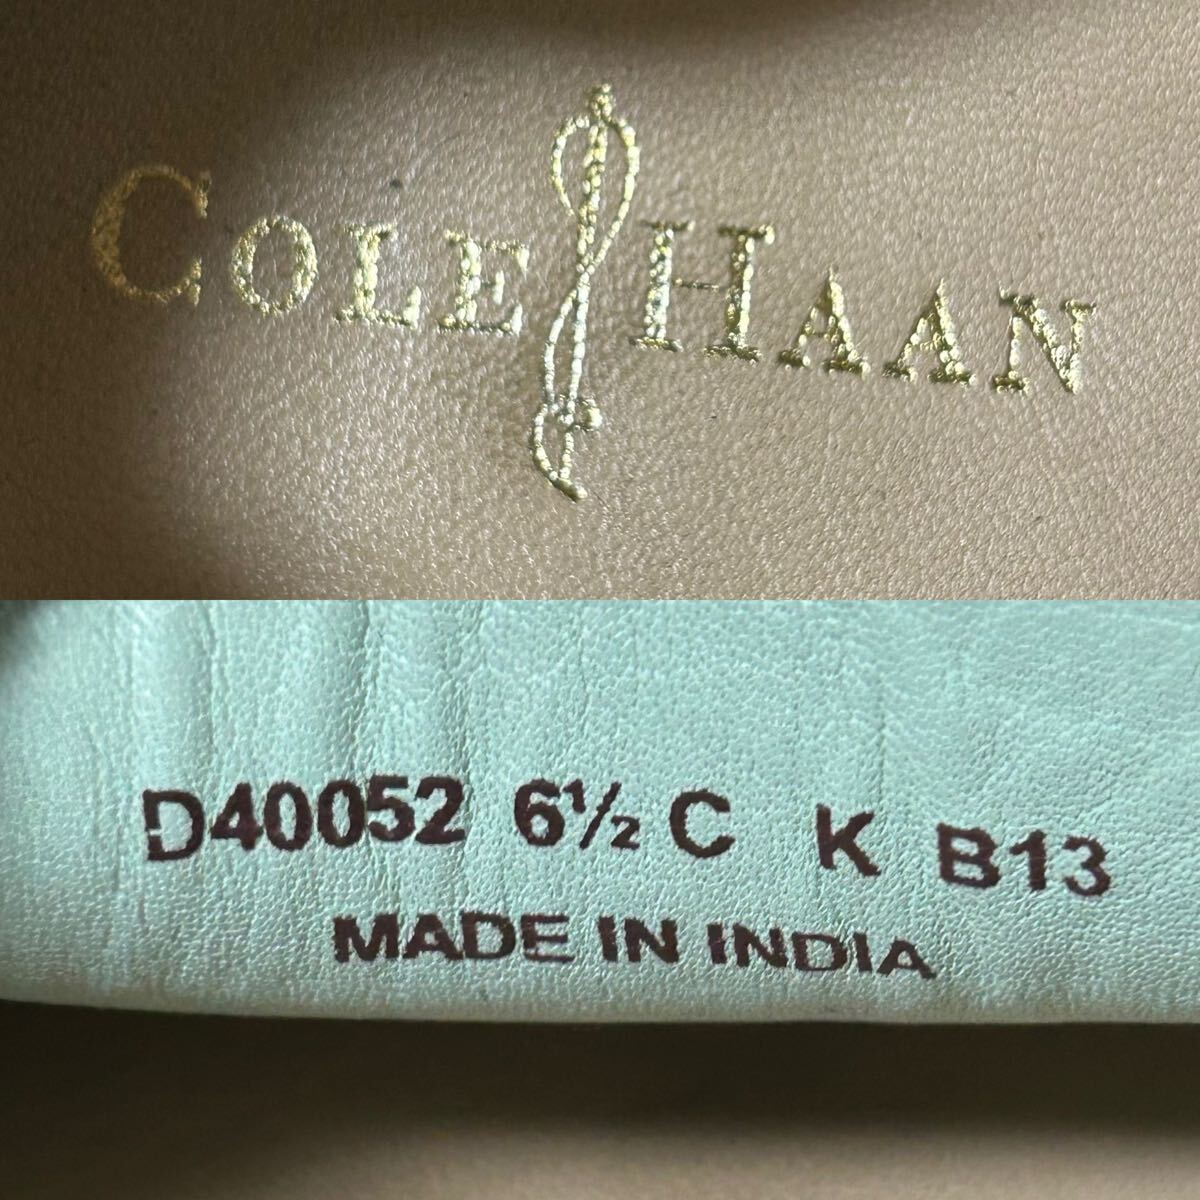 COLE HAAN
D40052 6½ C K B13
MADE IN INDIA